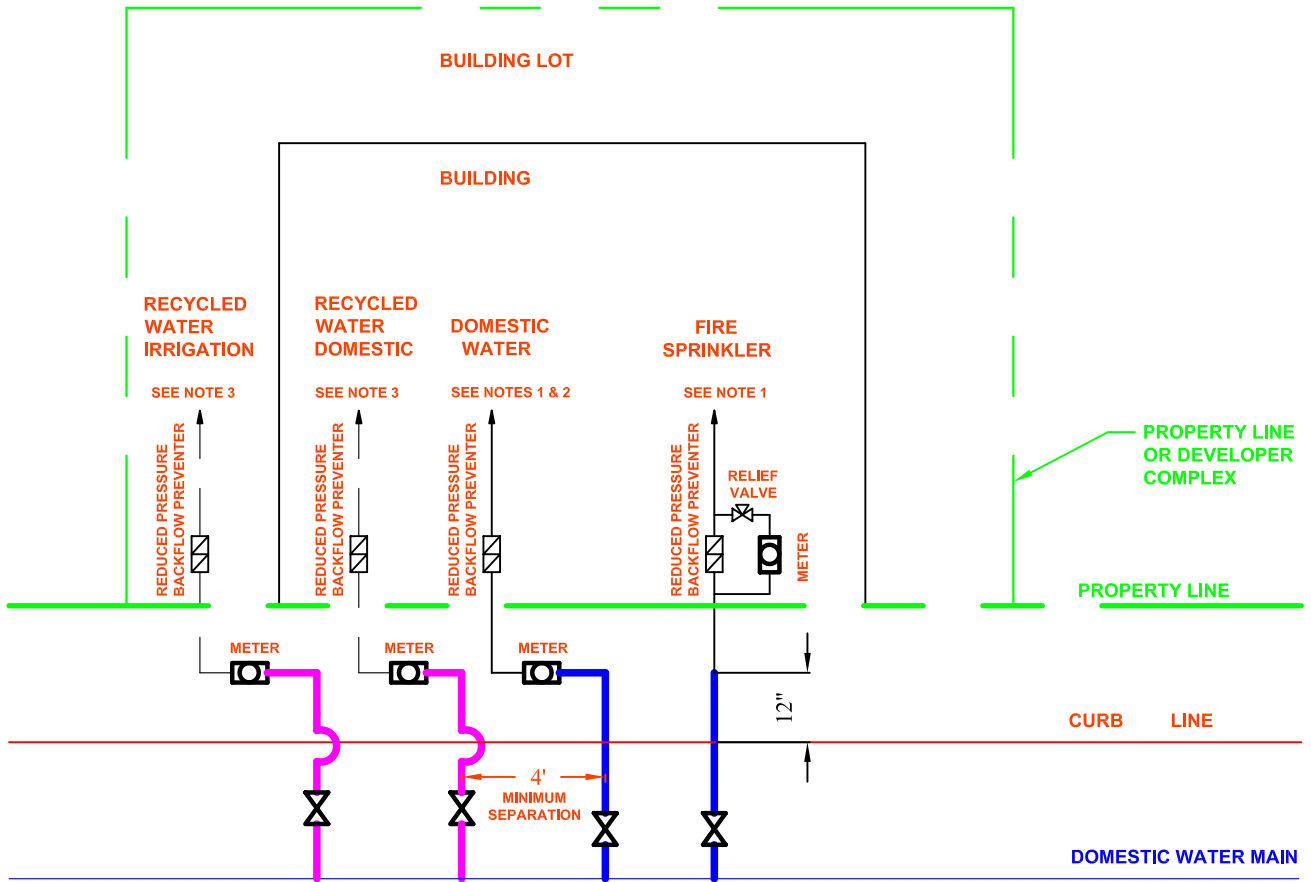 BUILDING LOT
BUILDING
RECYCLED
WATER
IRRIGATION
SEE NOTE 3
RECYCLED
WATER
DOMESTIC
SEE NOTE 3
DOMESTIC
WATER
SEE NOTES 1 & 2
FIRE
SPRINKLER
SEE NOTE 1
REDUCED PRESSURE
BACKFLOW PREVENTER
REDUCED PRESSURE
BACKFLOW PREVENTER
REDUCED PRESSURE
BACKFLOW PREVENTER
REDUCED PRESSURE
BACKFLOW PREVENTER
RELIEF
VALVE
METER
PROPERTY LINE
OR DEVELOPER
COMPLEX
PROPERTY LINE
METER
METER
METER
12"
CURB LINE
4'
MINIMUM
SEPARATION
DOMESTIC WATER MAIN